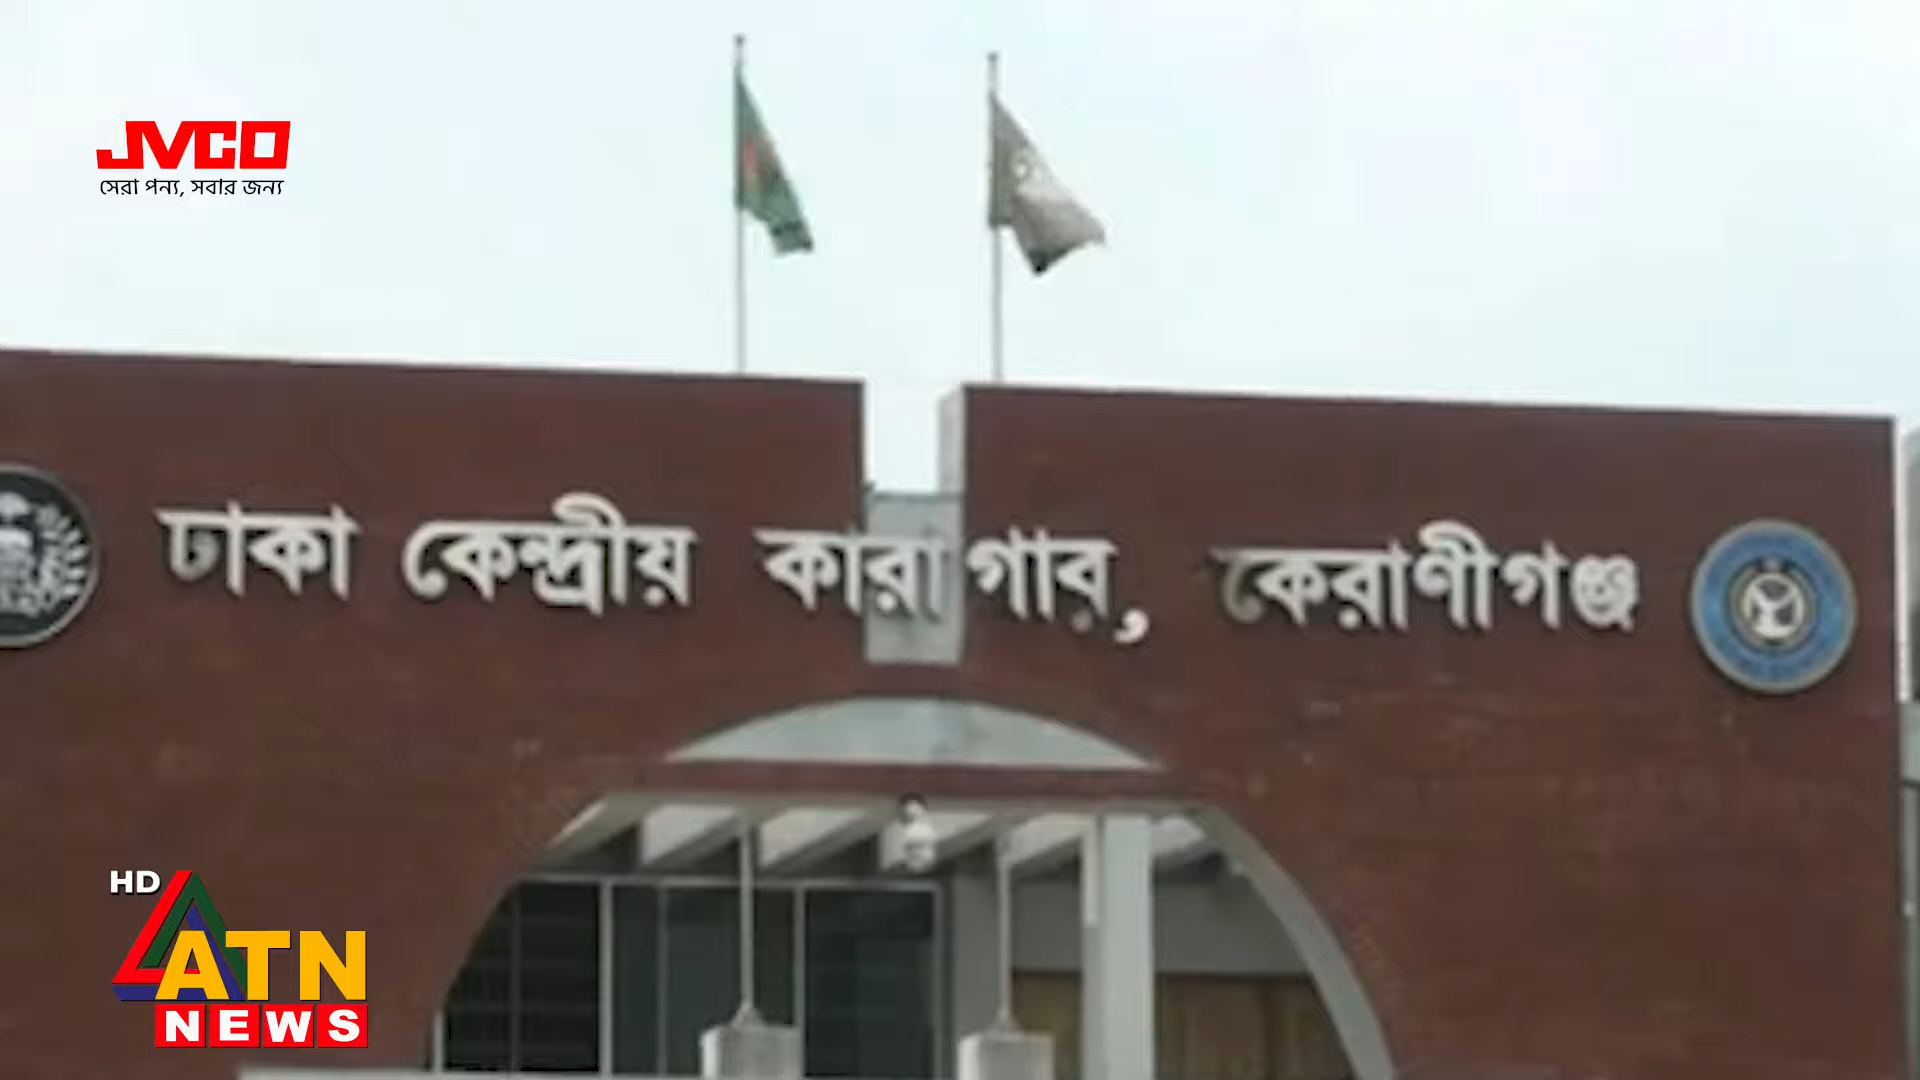 JVCO
সেরা পন্য, সবার জন্য
ঢাকা কেন্দ্রীয় কারাগার, কেরাণীগঞ্জ
HD
ATN
NEWS